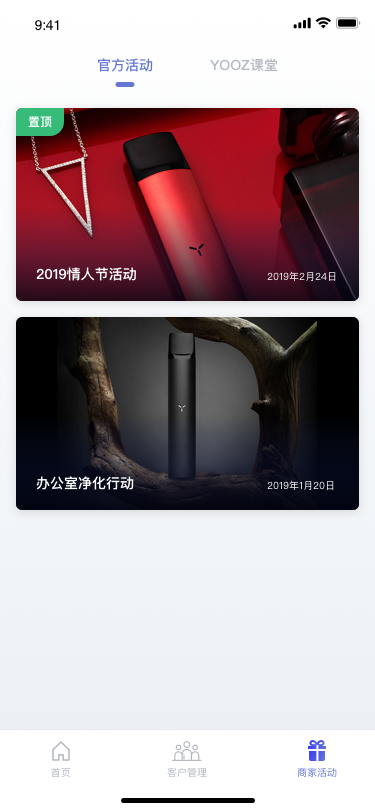 9:41
官方活动 YOOZ课堂
置顶
2019情人节活动 2019年2月24日
办公室净化行动 2019年1月20日
首页 客户管理 商家活动